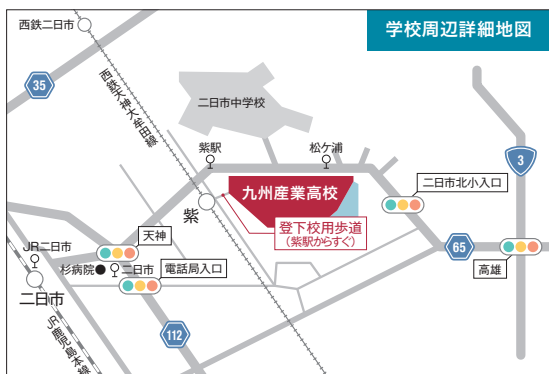 学校周辺詳細地図
西鉄二日市
35
西鉄天神大牟田線
二日市中学校
3
紫駅
松ケ浦
九州産業高校
二日市北小入口
紫
登下校用歩道
(紫駅からすぐ)
天神
65
高雄
JR二日市
杉病院
二日市
電話局入口
二日市
112
JR鹿児島本線